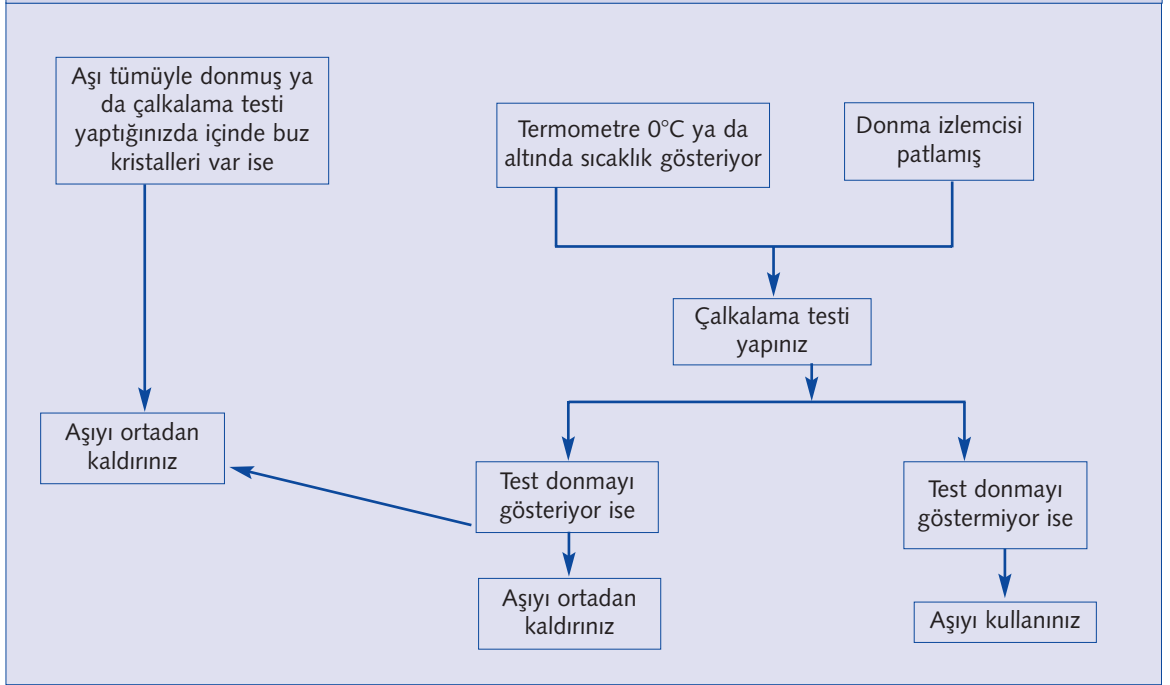 Aşı tümüyle donmuş ya
da çalkalama testi
yaptığınızda içinde buz
kristalleri var ise
Termometre 0°C ya da
altında sıcaklık gösteriyor
Donma izlemcisi
patlamış
Çalkalama testi
yapınız
Aşıyı ortadan
kaldırınız
Test donmayı
gösteriyor ise
Test donmayı
göstermiyor ise
Aşıyı ortadan
kaldırınız
Aşıyı kullanınız